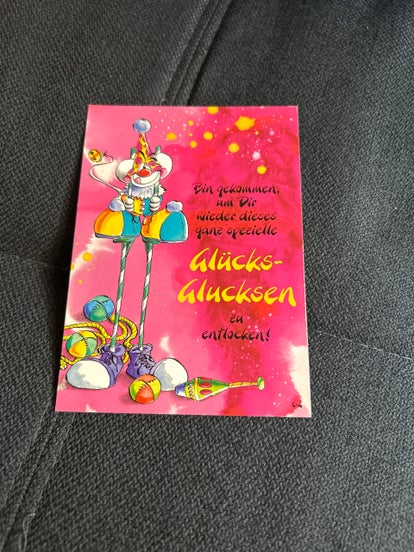 Bin gekommen,
um Dir
wieder dieses
ganz spezielle
Glücks-
Glucksen
zu
entlocken!